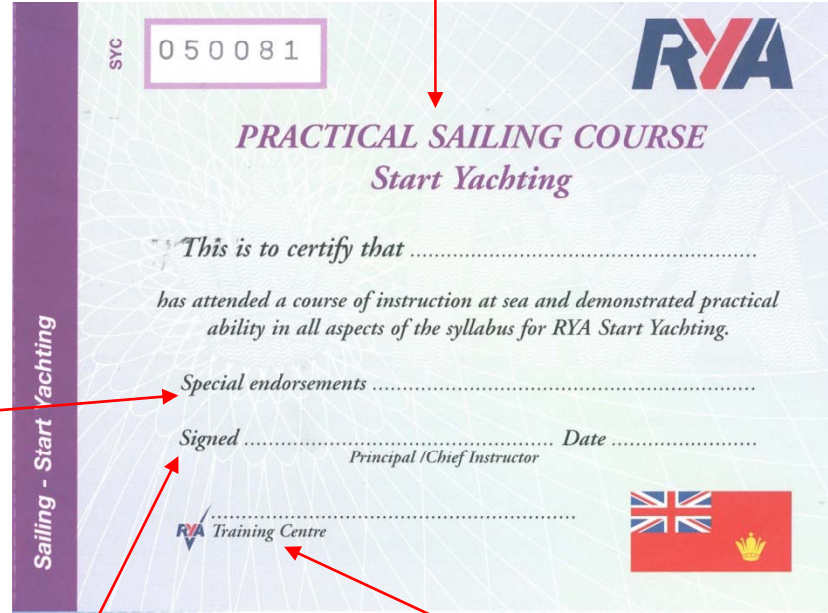 SYC
050081
RYA
PRACTICAL SAILING COURSE
Start Yachting
This is to certify that ......................................................
has attended a course of instruction at sea and demonstrated practical
ability in all aspects of the syllabus for RYA Start Yachting.
Special endorsements ............................................................
Signed ................................................ Date .......................
Principal /Chief Instructor
............................................................
RYA Training Centre
Sailing - Start Yachting